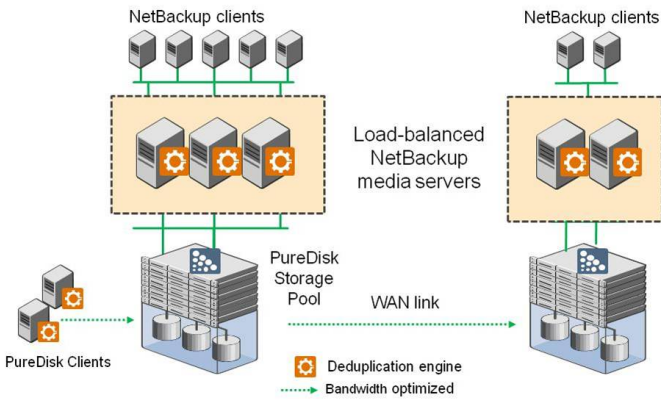 NetBackup clients
NetBackup clients
Load-balanced
NetBackup
media servers
PureDisk
Storage
Pool
WAN link
PureDisk Clients
Deduplication engine
Bandwidth optimized